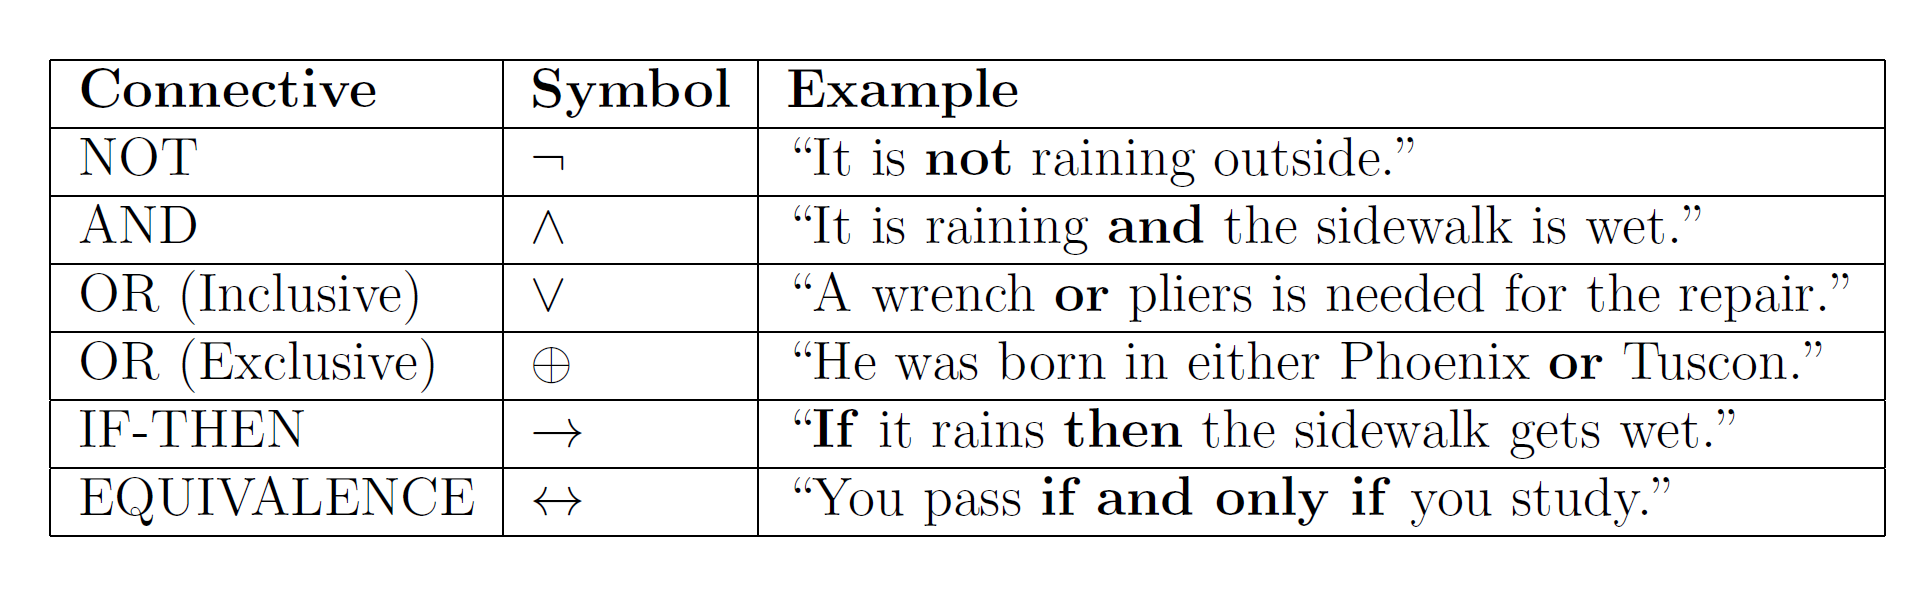 Connective Symbol Example
NOT ¬ “It is not raining outside.”
AND ∧ “It is raining and the sidewalk is wet.”
OR (Inclusive) ∨ “A wrench or pliers is needed for the repair.”
OR (Exclusive) ⊕ “He was born in either Phoenix or Tuscon.”
IF-THEN → “If it rains then the sidewalk gets wet.”
EQUIVALENCE ↔ “You pass if and only if you study.”